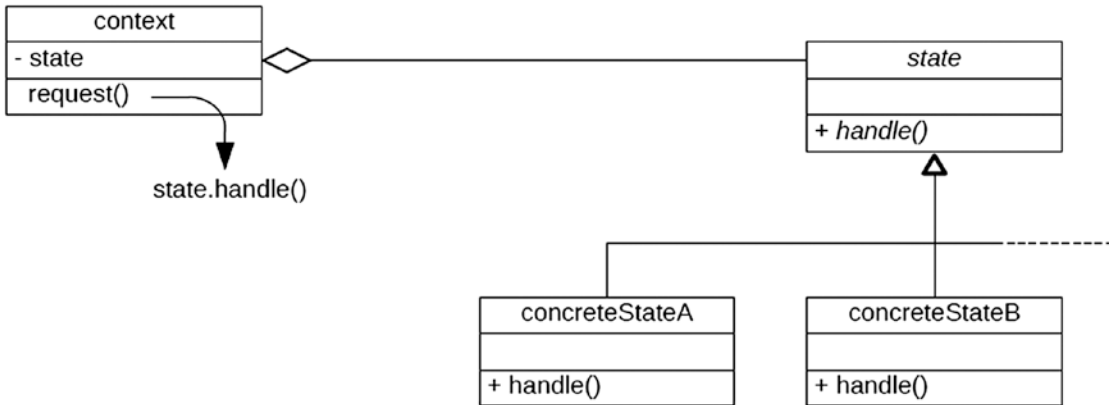 context
- state
request()
state.handle()
state
+ handle()
concreteStateA
+ handle()
concreteStateB
+ handle()